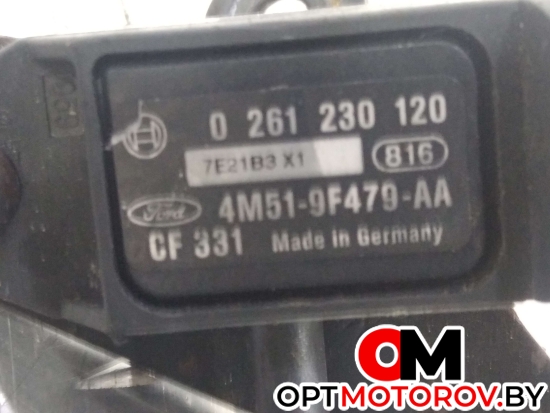 0 261 230 120
7E21B3 X1 816
Ford 4M51-9F479-AA
CF 331 Made in Germany
OM
OPTMOTOROV.BY